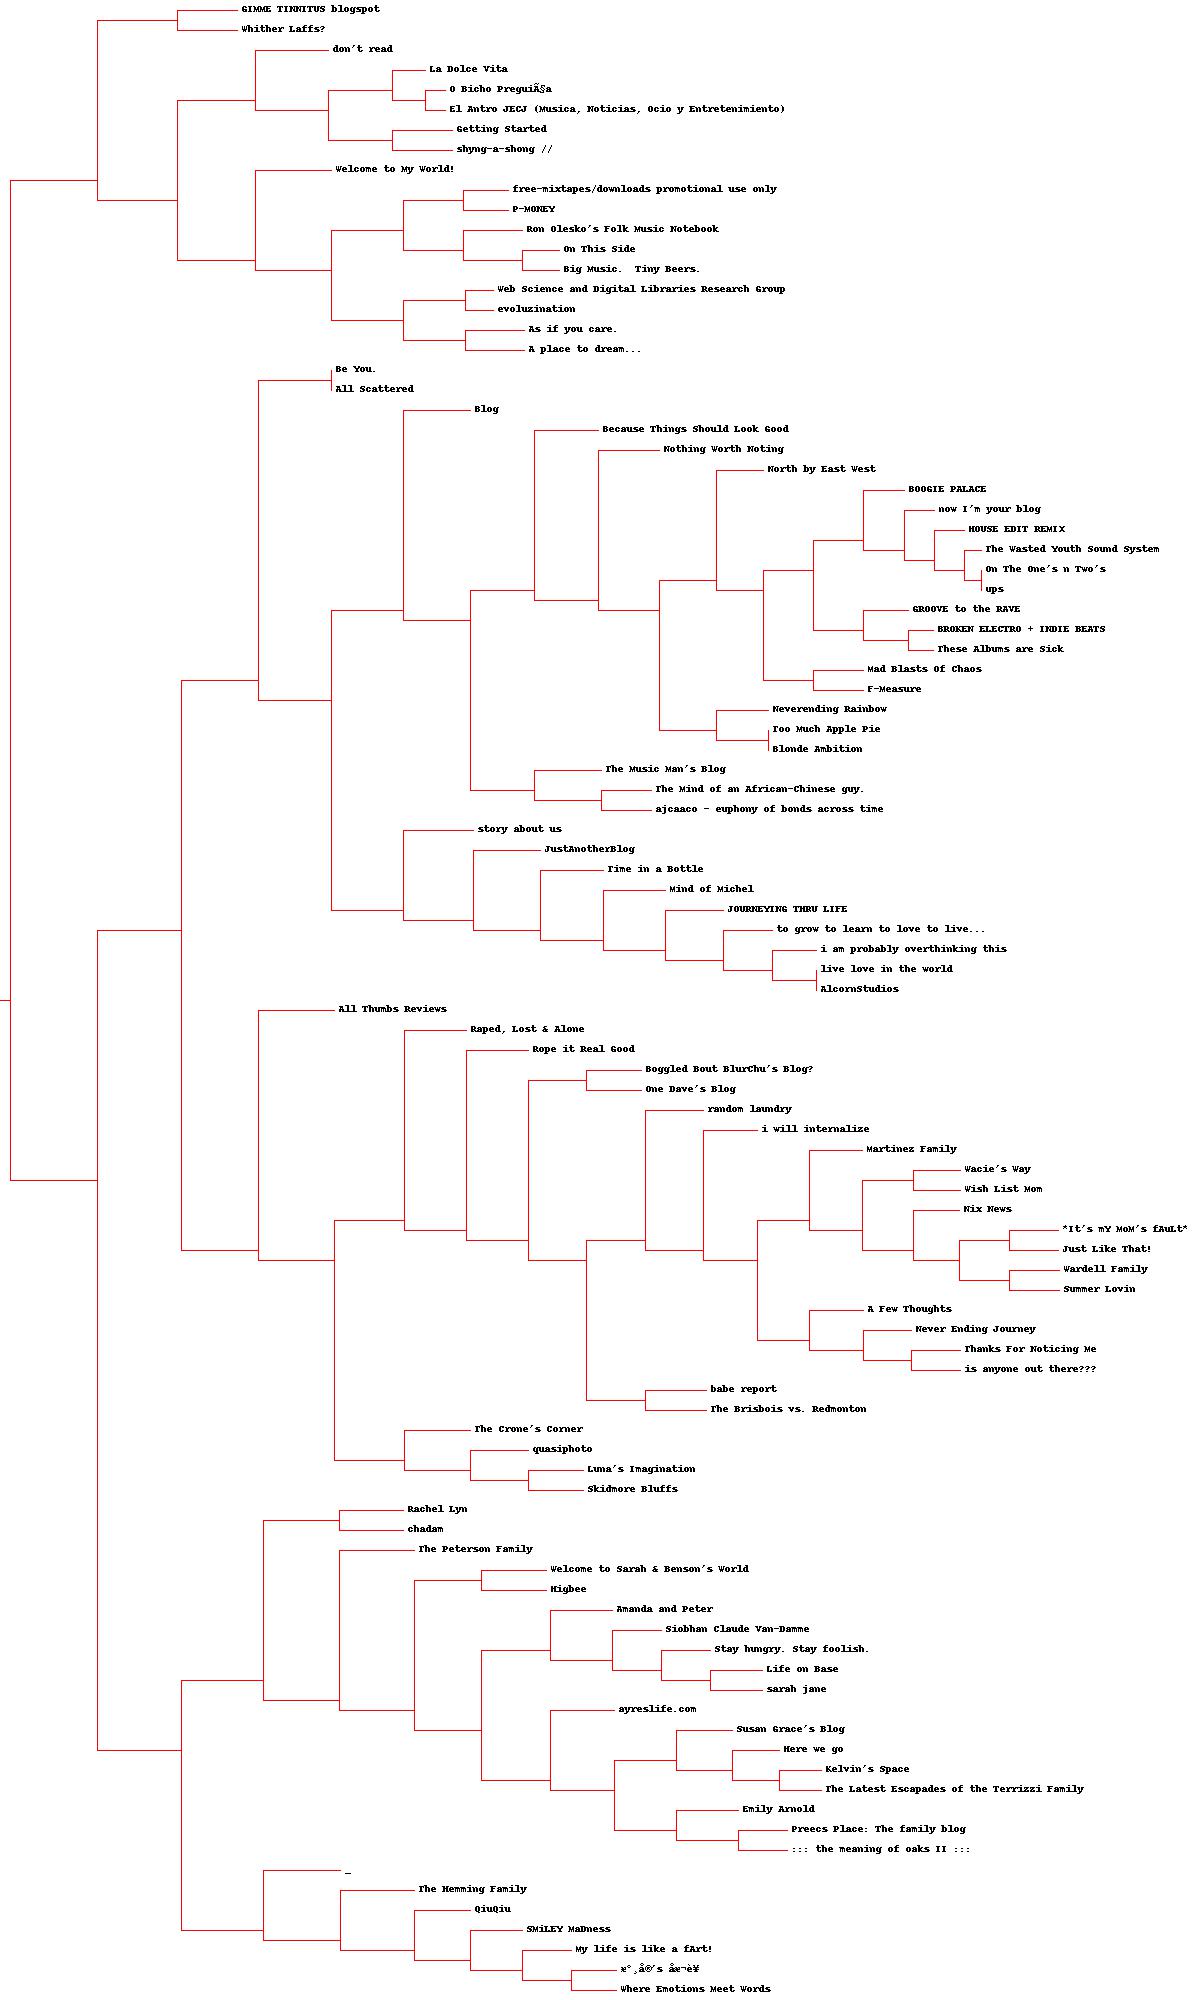 GIMME TINNITUS blogspot
Whither Laffs?
don't read
La Dolce Vita
O Bicho PreguiÃ§a
El Antro JECJ (Musica, Noticias, Ocio y Entretenimiento)
Getting Started
shyng-a-shong //
Welcome to My World!
free-mixtapes/downloads promotional use only
P-MONEY
Ron Olesko's Folk Music Notebook
On This Side
Big Music.  Tiny Beers.
Web Science and Digital Libraries Research Group
evoluzination
As if you care.
A place to dream...
Be You.
All Scattered
Blog
Because Things Should Look Good
Nothing Worth Noting
North by East West
BOOGIE PALACE
now I'm your blog
HOUSE EDIT REMIX
The Wasted Youth Sound System
On The One's n Two's
ups
GROOVE to the RAVE
BROKEN ELECTRO + INDIE BEATS
These Albums are Sick
Mad Blasts Of Chaos
F-Measure
Neverending Rainbow
Too Much Apple Pie
Blonde Ambition
The Music Man's Blog
The Mind of an African-Chinese guy.
ajcaaco - euphony of bonds across time
story about us
JustAnotherBlog
Time in a Bottle
Mind of Michel
JOURNEYING THRU LIFE
to grow to learn to love to live...
i am probably overthinking this
live love in the world
AlcornStudios
All Thumbs Reviews
Raped, Lost & Alone
Rope it Real Good
Boggled Bout BlurChu's Blog?
One Dave's Blog
random laundry
i will internalize
Martinez Family
Wacie's Way
Wish List Mom
Nix News
*It's mY MoM's fAuLt*
Just Like That!
Wardell Family
Summer Lovin
A Few Thoughts
Never Ending Journey
Thanks For Noticing Me
is anyone out there???
babe report
The Brisbois vs. Redmonton
The Crone's Corner
quasiphoto
Luna's Imagination
Skidmore Bluffs
Rachel Lyn
chadam
The Peterson Family
Welcome to Sarah & Benson's World
Higbee
Amanda and Peter
Siobhan Claude Van-Damme
Stay hungry. Stay foolish.
Life on Base
sarah jane
ayreslife.com
Susan Grace's Blog
Here we go
Kelvin's Space
The Latest Escapades of the Terrizzi Family
Emily Arnold
Preecs Place: The family blog
::: the meaning of oaks II :::
_
The Hemming Family
QiuQiu
SMiLEY MaDness
My life is like a fArt!
Where Emotions Meet Words